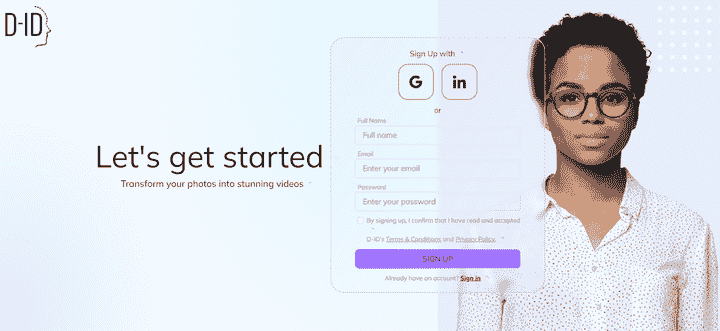 D-ID
Let's get started
Transform your photos into stunning videos
Sign Up with
G
in
or
Full Name
Full name
Email
Enter your email
Password
Enter your password
By signing up, I confirm that I have read and accepted
D-ID's Terms & Conditions and Privacy Policy.
SIGN UP
Already have an account? Sign in